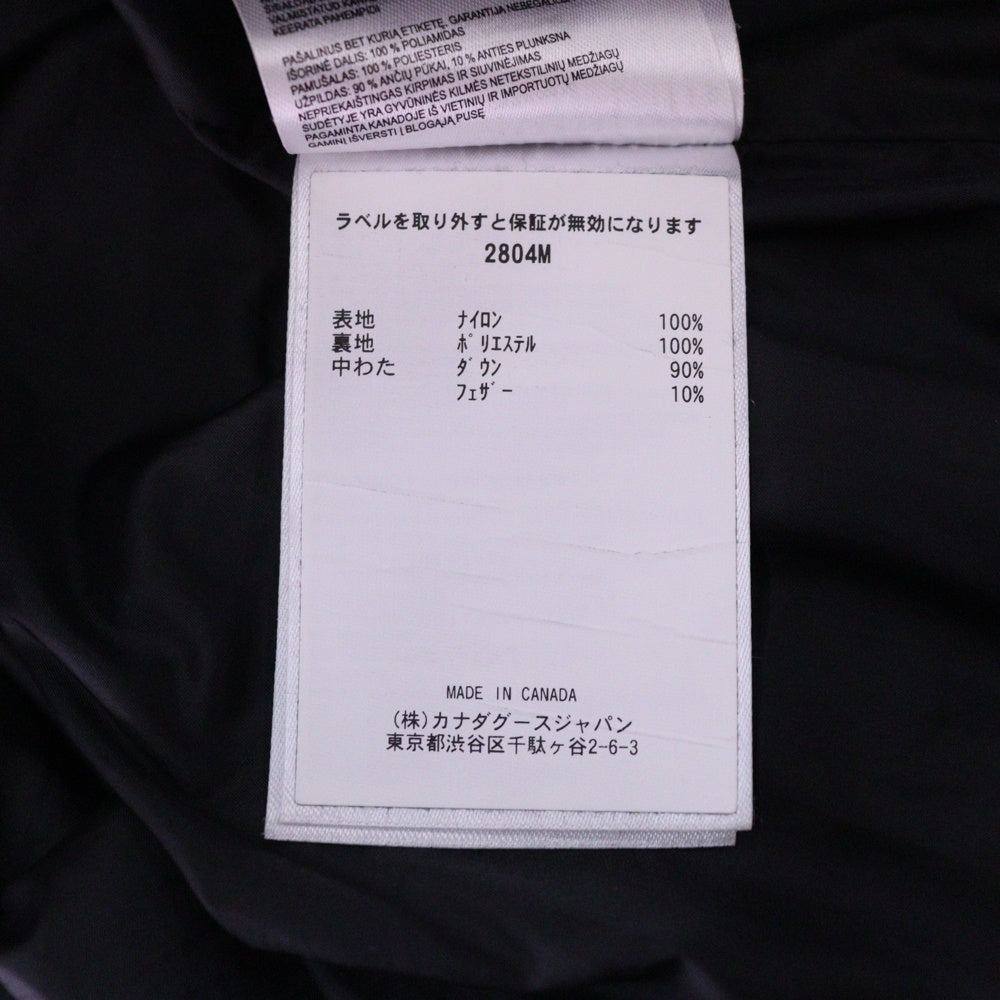 VALMISTATUD KAN
KEERATA PAHEMPIDI
PAŠALINUS BET KURIĄ ETIKETĘ, GARANTIJA
IŠORINĖ DALIS: 100 % POLIAMIDAS
PAMUŠALAS: 100 % POLIESTERIS
UŽPILDAS: 90 % ANČIŲ PŪKAI, 10 % ANTIES PLUNKSNA
NEPRIEKAIŠTINGAS KIRPIMAS IR SIUVINĖJIMAS
SUDĖTYJE YRA GYVŪNINĖS KILMĖS NETEKSTILINIŲ MEDŽIAGŲ
PAGAMINTA KANADOJE IŠ VIETINIŲ IR IMPORTUOTŲ MEDŽIAGŲ
GAMINĮ IŠVERSTI Į BLOGĄJĄ PUSĘ
ラベルを取り外すと保証が無効になります
2804M
表地 ナイロン 100%
裏地 ポリエステル 100%
中わた ダウン 90%
フェザー 10%
MADE IN CANADA
(株)カナダグースジャパン
東京都渋谷区千駄ヶ谷2-6-3